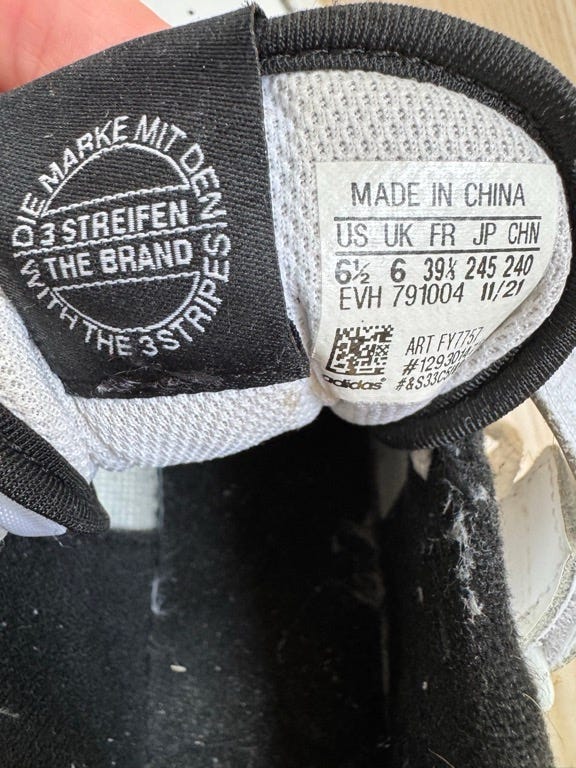 DIE MARKE MIT DEN
3 STREIFEN
THE BRAND
WITH THE 3 STRIPES
MADE IN CHINA
US UK FR JP CHN
6½ 6 39⅓ 245 240
EVH 791004 11/21
ART FY7757
adidas